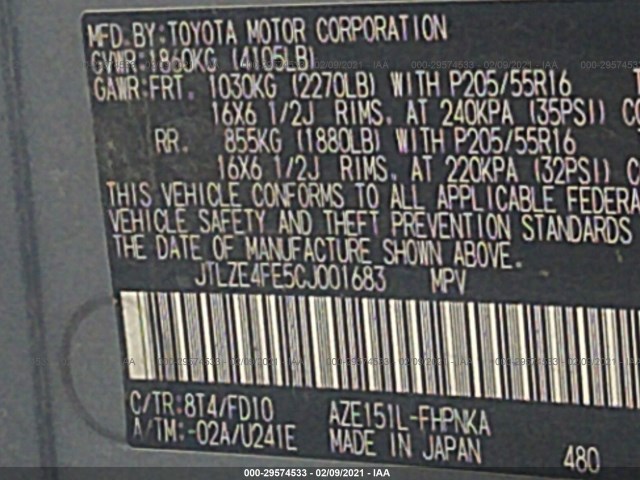 MFD. BY: TOYOTA MOTOR CORPORATION
GVWR: 1860KG (4105LB)
GAWR: FRT. 1030KG (2270LB) WITH P205/55R16
16X6 1/2J RIMS. AT 240KPA (35PSI) CO
RR. 855KG (1880LB) WITH P205/55R16
16X6 1/2J RIMS. AT 220KPA (32PSI) C
THIS VEHICLE CONFORMS TO ALL APPLICABLE FEDERA
VEHICLE SAFETY AND THEFT PREVENTION STANDARDS
THE DATE OF MANUFACTURE SHOWN ABOVE.
JTLZE4FE5CJ001683 MPV
C/TR: 8T4/FD10 AZE151L-FHPNKA
A/TM: -02A/U241E MADE IN JAPAN 480
000-29574533 - 02/09/2021 - IAA